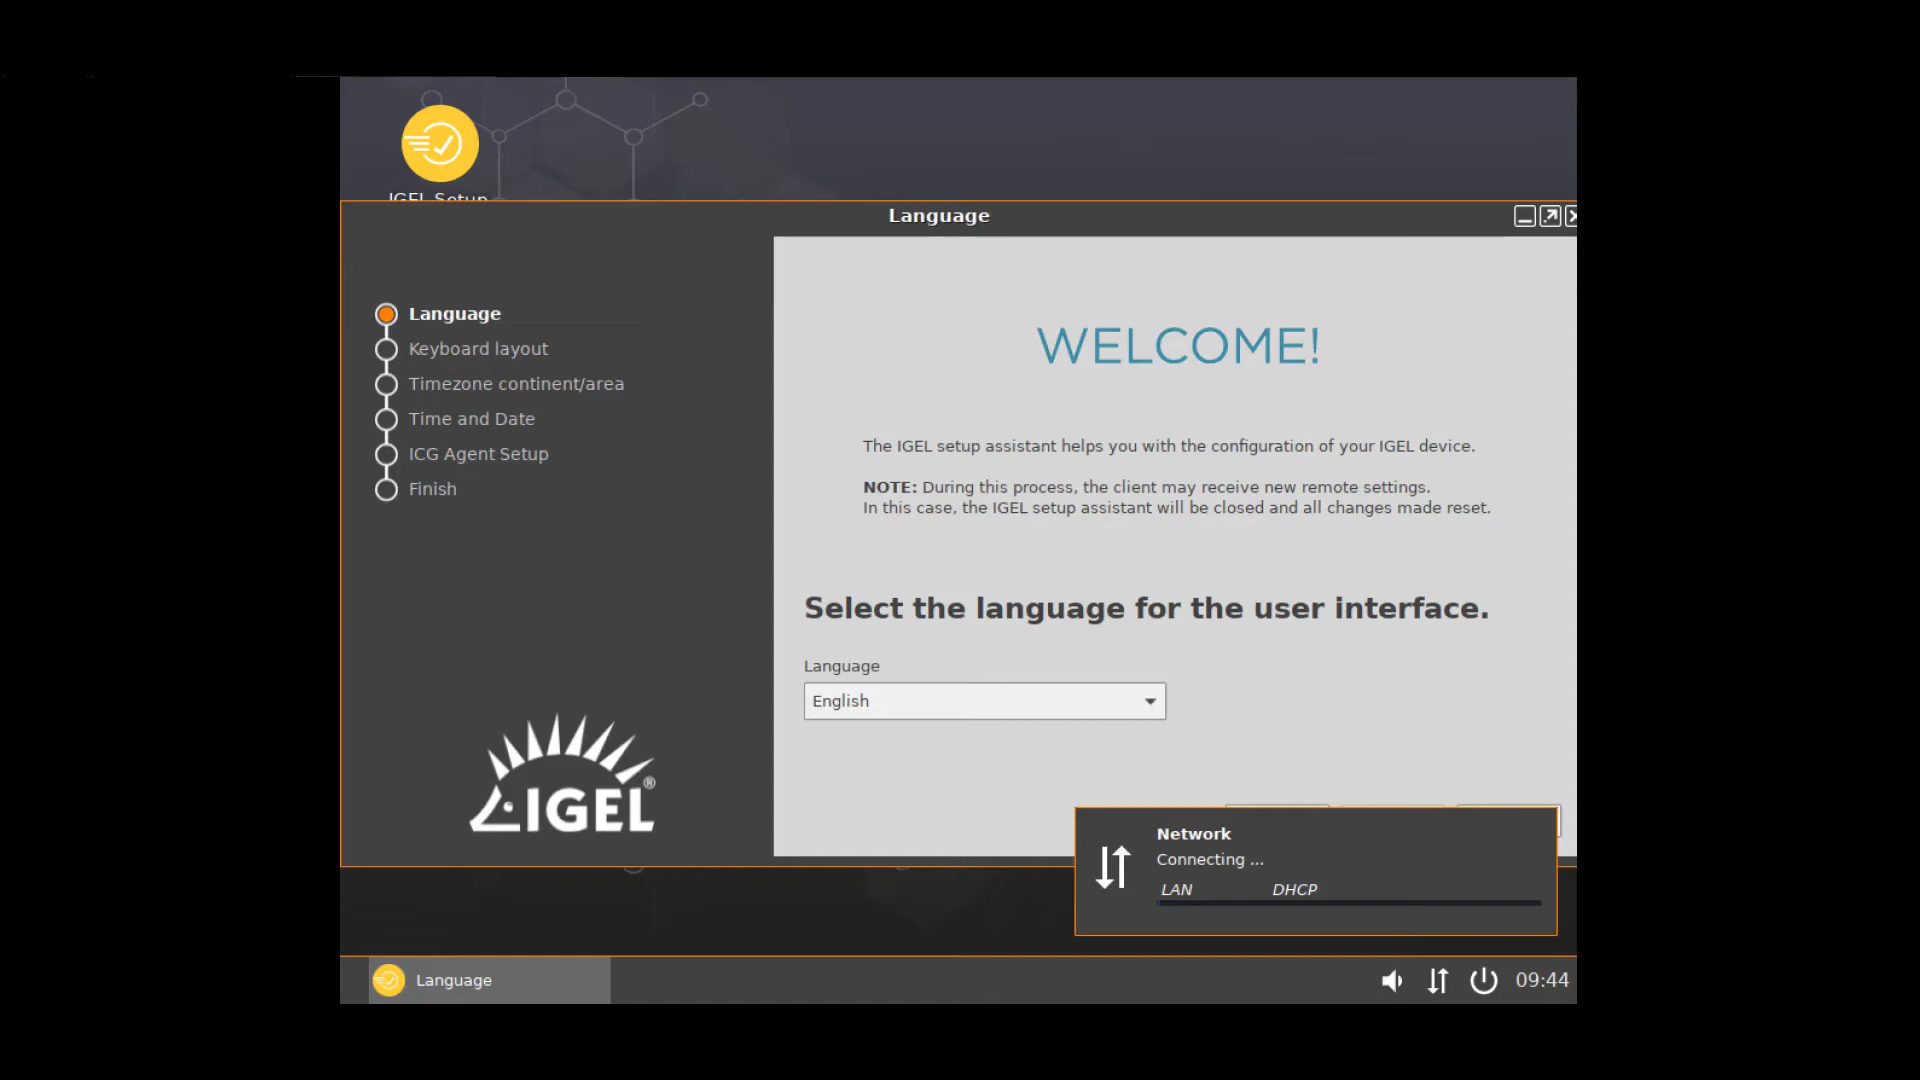 IGEL Setup
Language
Language
Keyboard layout
Timezone continent/area
Time and Date
ICG Agent Setup
Finish
IGEL®
WELCOME!
The IGEL setup assistant helps you with the configuration of your IGEL device.
NOTE: During this process, the client may receive new remote settings.
In this case, the IGEL setup assistant will be closed and all changes made reset.
Select the language for the user interface.
Language
English
Network
Connecting ...
LAN DHCP
Language
09:44